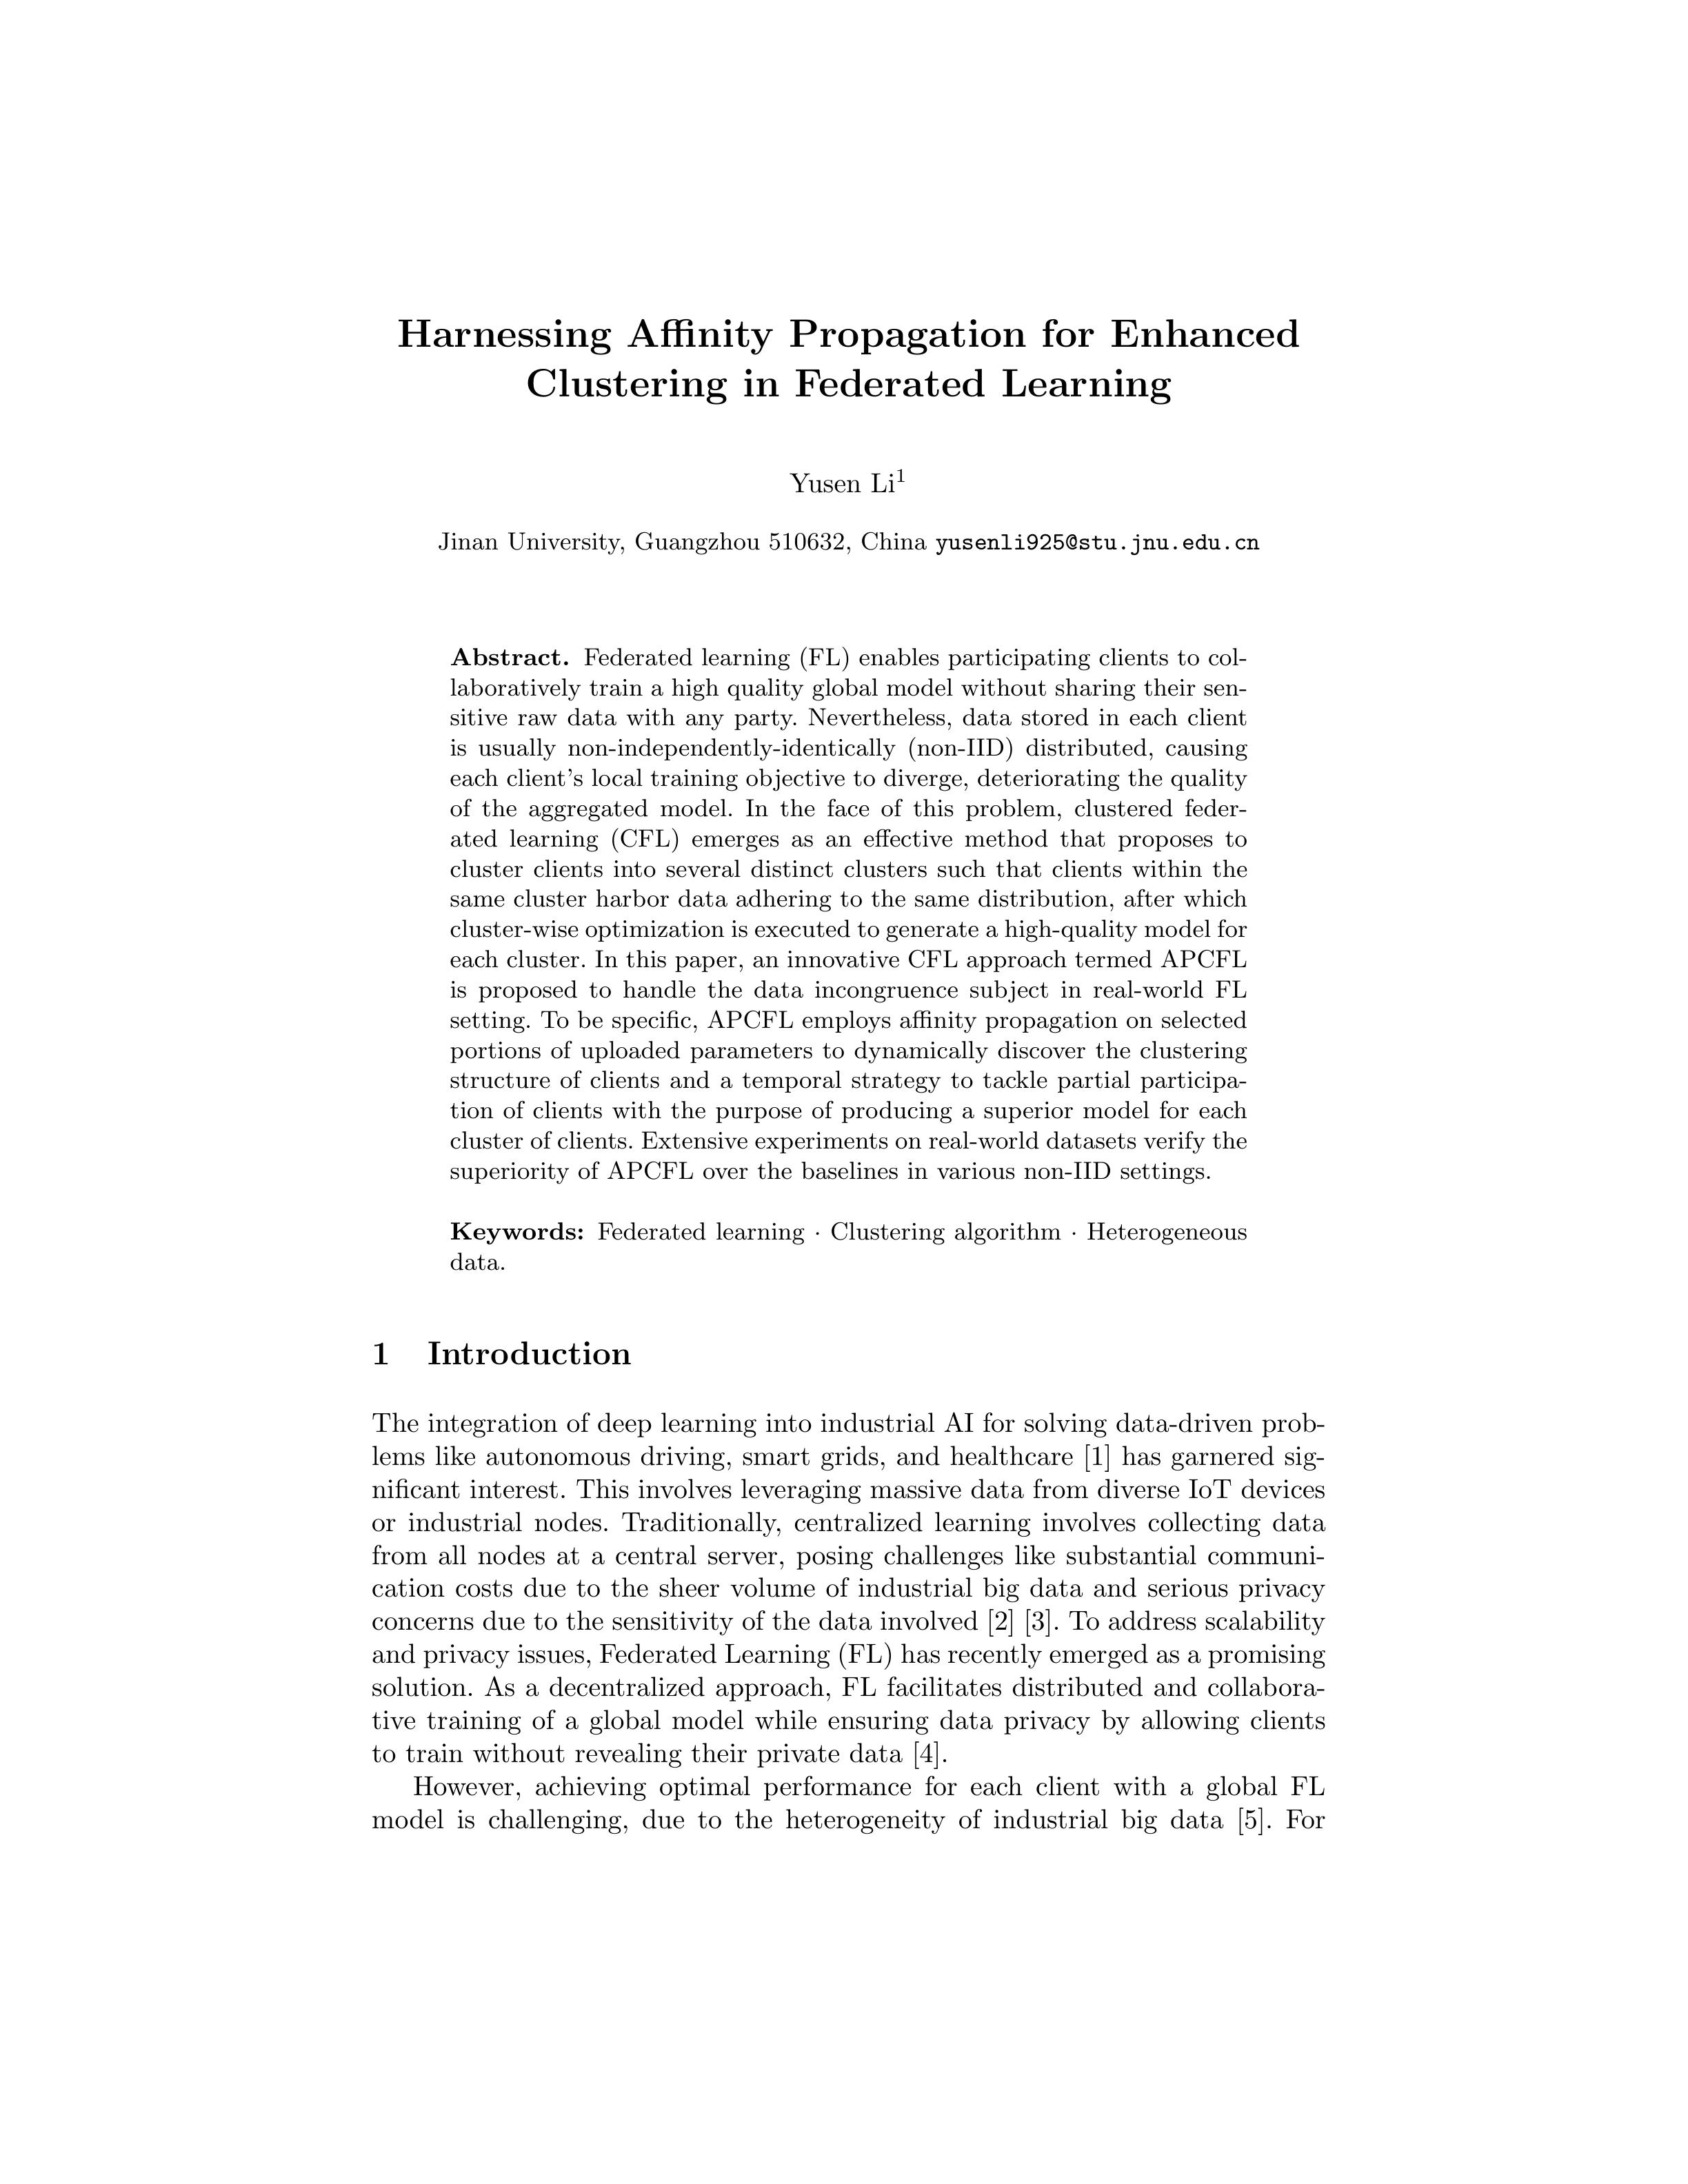 Harnessing Affinity Propagation for Enhanced
Clustering in Federated Learning
Yusen Li1
Jinan University, Guangzhou 510632, China yusenli925@stu.jnu.edu.cn
Abstract. Federated learning (FL) enables participating clients to col-
laboratively train a high quality global model without sharing their sen-
sitive raw data with any party. Nevertheless, data stored in each client
is usually non-independently-identically (non-IID) distributed, causing
each client's local training objective to diverge, deteriorating the quality
of the aggregated model. In the face of this problem, clustered feder-
ated learning (CFL) emerges as an effective method that proposes to
cluster clients into several distinct clusters such that clients within the
same cluster harbor data adhering to the same distribution, after which
cluster-wise optimization is executed to generate a high-quality model for
each cluster. In this paper, an innovative CFL approach termed APCFL
is proposed to handle the data incongruence subject in real-world FL
setting. To be specific, APCFL employs affinity propagation on selected
portions of uploaded parameters to dynamically discover the clustering
structure of clients and a temporal strategy to tackle partial participa-
tion of clients with the purpose of producing a superior model for each
cluster of clients. Extensive experiments on real-world datasets verify the
superiority of APCFL over the baselines in various non-IID settings.
Keywords: Federated learning · Clustering algorithm · Heterogeneous
data.
1 Introduction
The integration of deep learning into industrial AI for solving data-driven prob-
lems like autonomous driving, smart grids, and healthcare [1] has garnered sig-
nificant interest. This involves leveraging massive data from diverse IoT devices
or industrial nodes. Traditionally, centralized learning involves collecting data
from all nodes at a central server, posing challenges like substantial communi-
cation costs due to the sheer volume of industrial big data and serious privacy
concerns due to the sensitivity of the data involved [2] [3]. To address scalability
and privacy issues, Federated Learning (FL) has recently emerged as a promising
solution. As a decentralized approach, FL facilitates distributed and collabora-
tive training of a global model while ensuring data privacy by allowing clients
to train without revealing their private data [4].
However, achieving optimal performance for each client with a global FL
model is challenging, due to the heterogeneity of industrial big data [5]. For